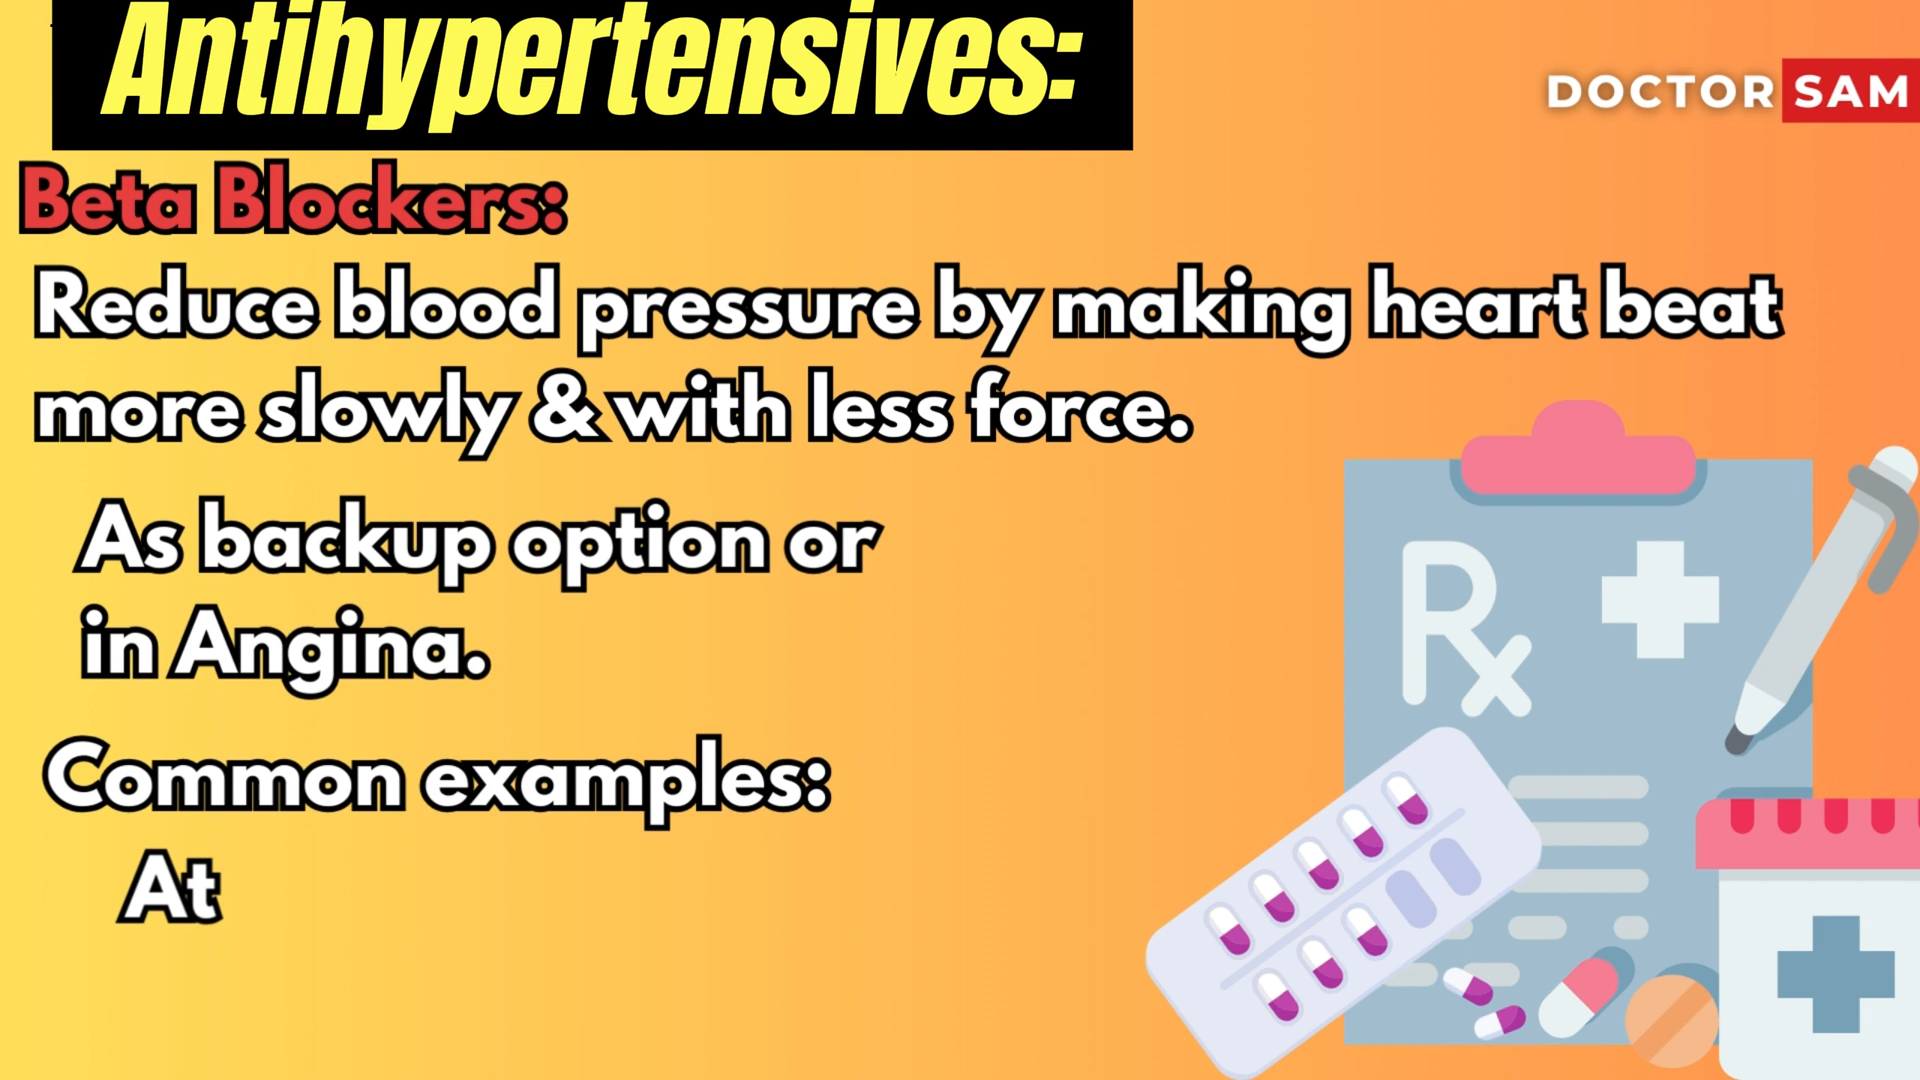 Antihypertensives:
DOCTOR SAM
Beta Blockers:
Reduce blood pressure by making heart beat
more slowly & with less force.
As backup option or
in Angina.
Common examples:
At
Rx